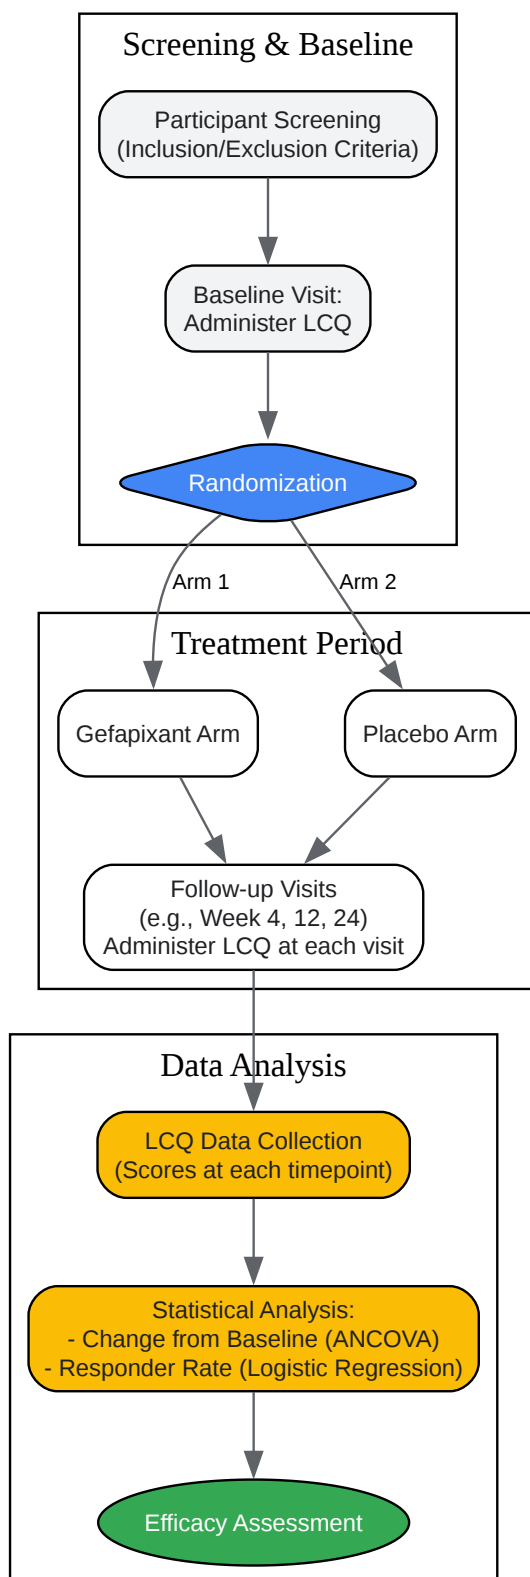 Screening & Baseline
Participant Screening
(Inclusion/Exclusion Criteria)
Baseline Visit:
Administer LCQ
Randomization
Arm 1
Arm 2
Treatment Period
Gefapixant Arm
Placebo Arm
Follow-up Visits
(e.g., Week 4, 12, 24)
Administer LCQ at each visit
Data Analysis
LCQ Data Collection
(Scores at each timepoint)
Statistical Analysis:
- Change from Baseline (ANCOVA)
- Responder Rate (Logistic Regression)
Efficacy Assessment